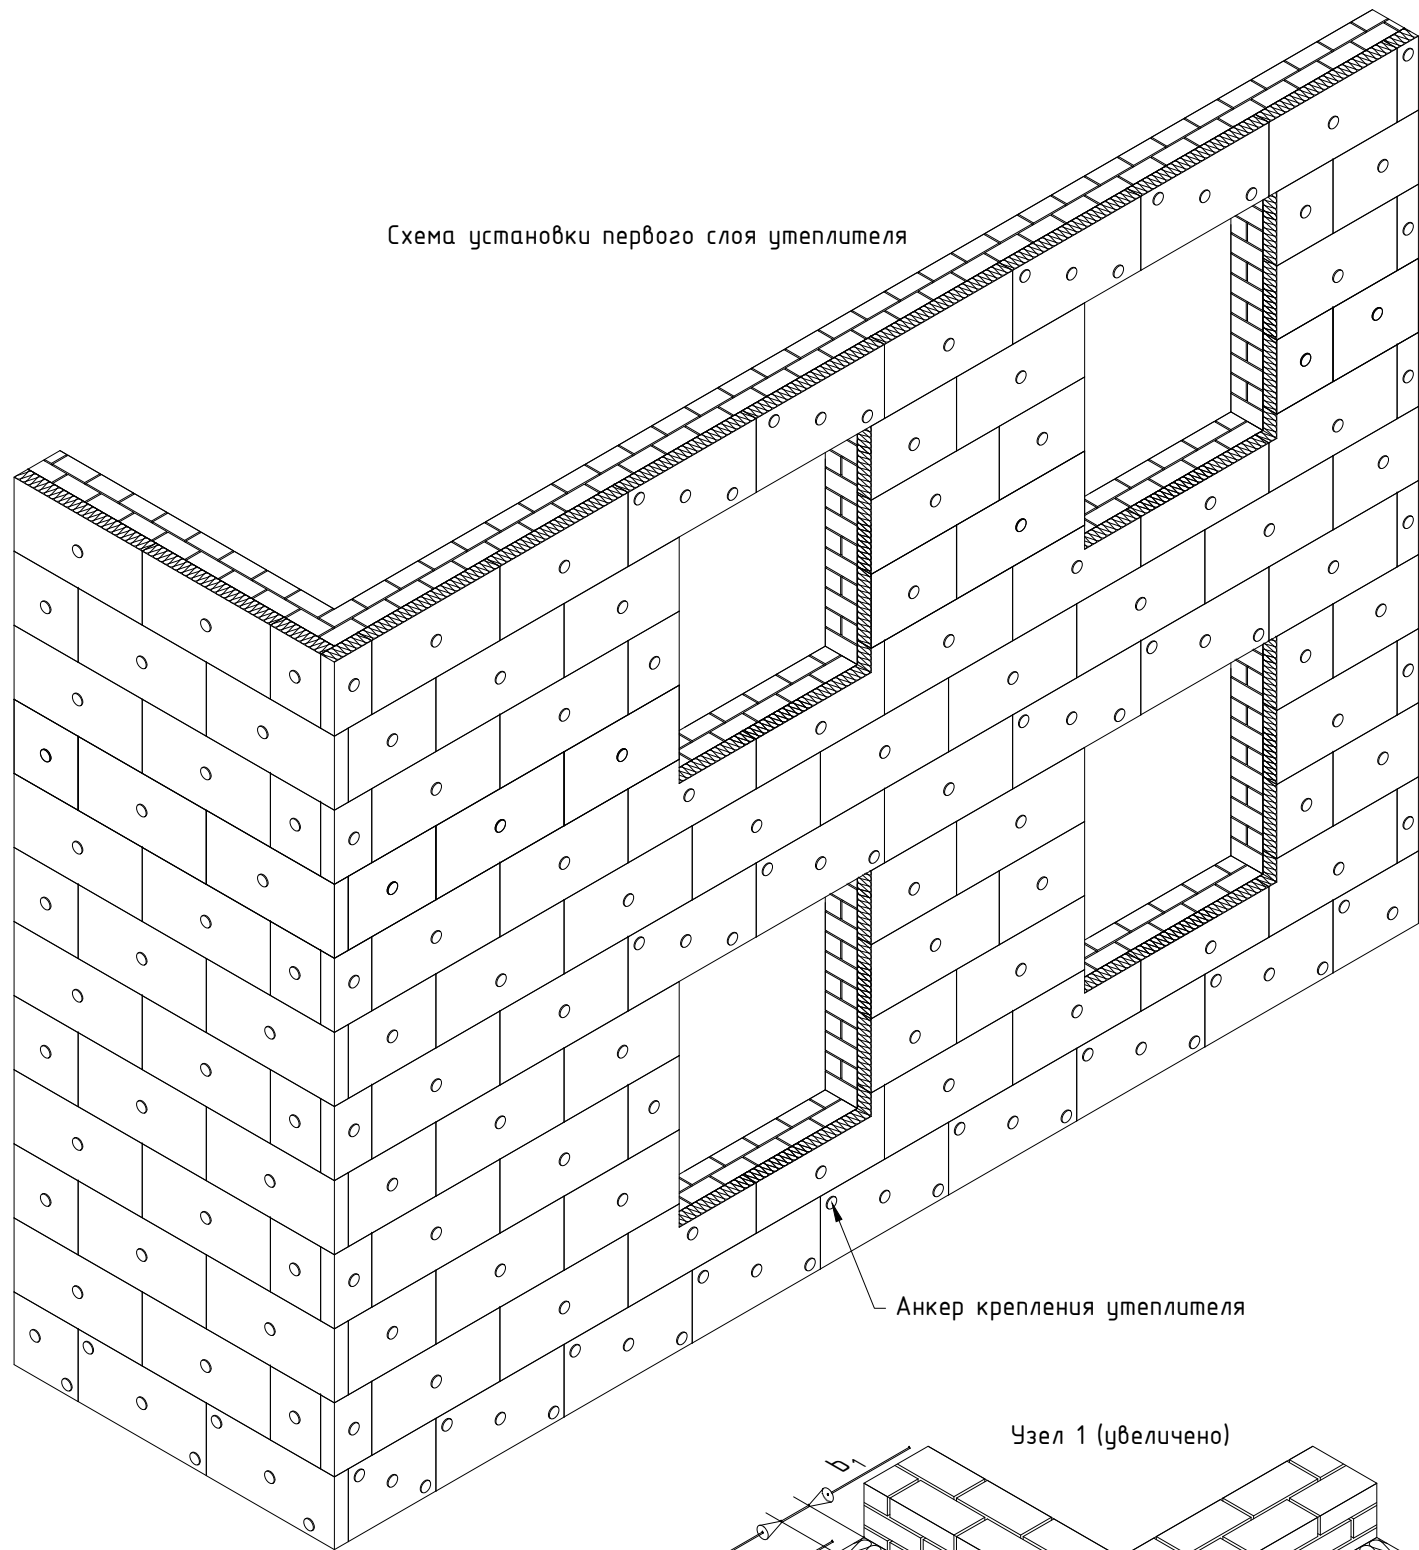 Схема установки первого слоя утеплителя
Анкер крепления утеплителя
Узел 1 (увеличено)
b1